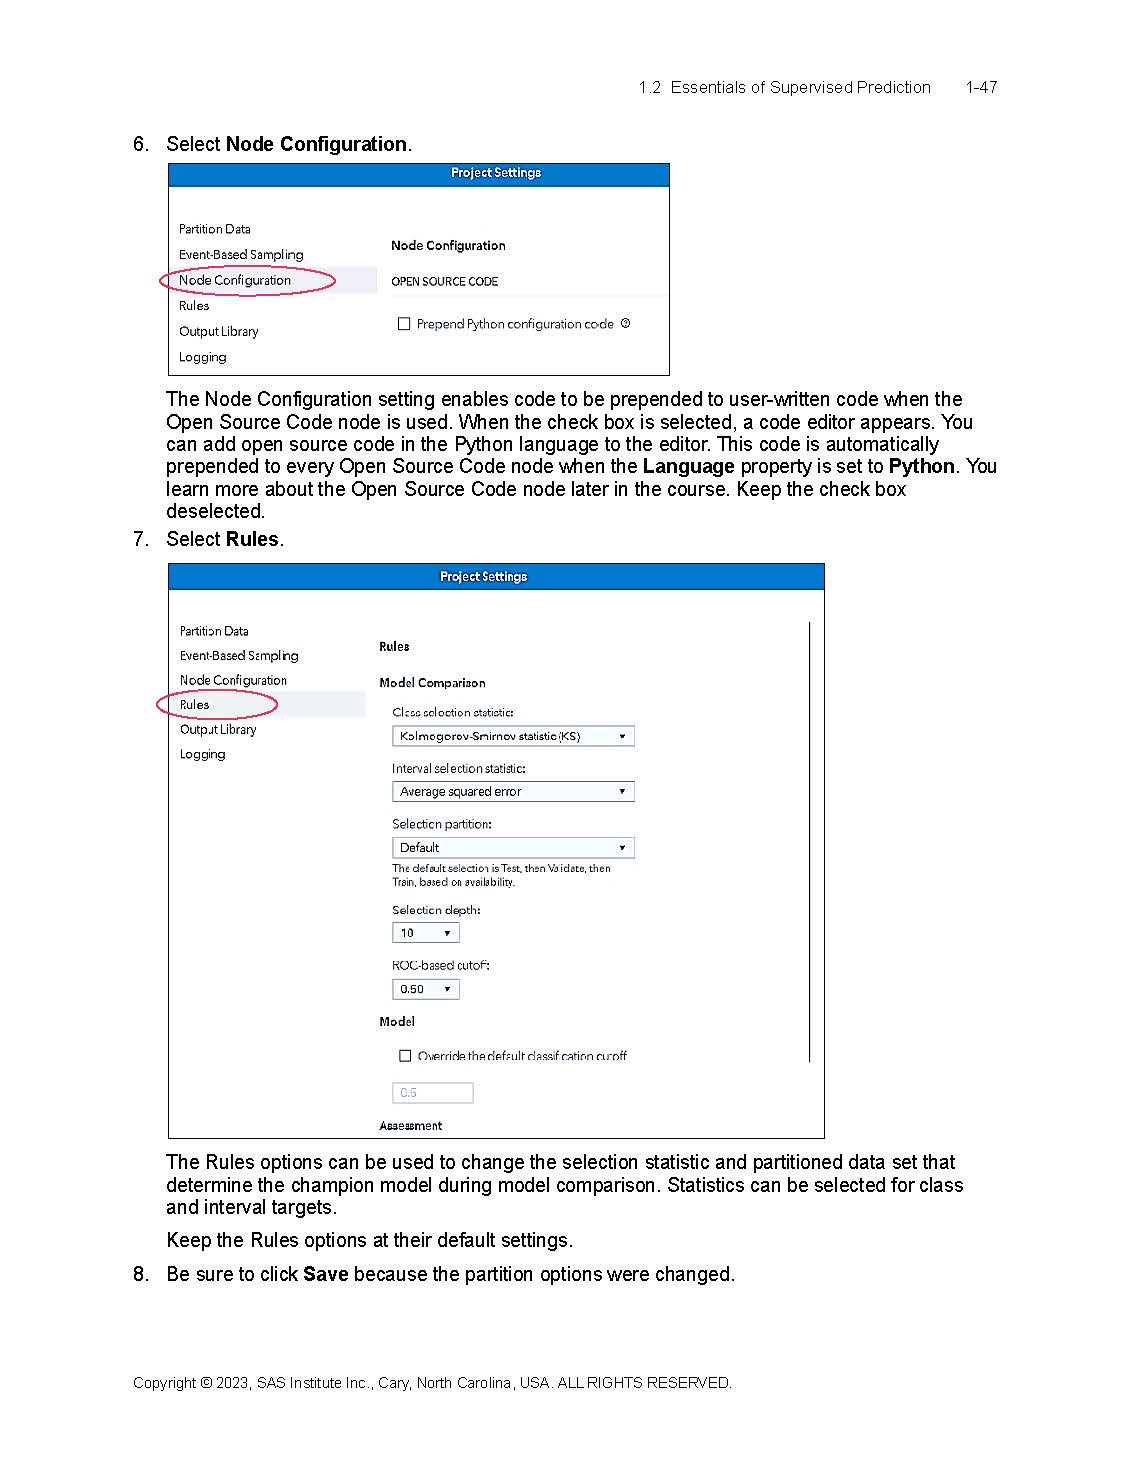 1.2 Essentials of Supervised Prediction 1-47
6. Select Node Configuration.
Project Settings
Partition Data
Event-Based Sampling
Node Configuration
Rules
Output Library
Logging
Node Configuration
OPEN SOURCE CODE
Prepend Python configuration code
The Node Configuration setting enables code to be prepended to user-written code when the
Open Source Code node is used. When the check box is selected, a code editor appears. You
can add open source code in the Python language to the editor. This code is automatically
prepended to every Open Source Code node when the Language property is set to Python. You
learn more about the Open Source Code node later in the course. Keep the check box
deselected.
7. Select Rules.
Project Settings
Partition Data
Event-Based Sampling
Node Configuration
Rules
Output Library
Logging
Rules
Model Comparison
Class selection statistic:
Kolmogorov-Smirnov statistic (KS)
Interval selection statistic:
Average squared error
Selection partition:
Default
The default selection is Test, then Validate, then
Train, based on availability.
Selection depth:
10
ROC-based cutoff:
0.50
Model
Override the default classification cutoff
0.5
Assessment
The Rules options can be used to change the selection statistic and partitioned data set that
determine the champion model during model comparison. Statistics can be selected for class
and interval targets.
Keep the Rules options at their default settings.
8. Be sure to click Save because the partition options were changed.
Copyright © 2023, SAS Institute Inc., Cary, North Carolina, USA. ALL RIGHTS RESERVED.